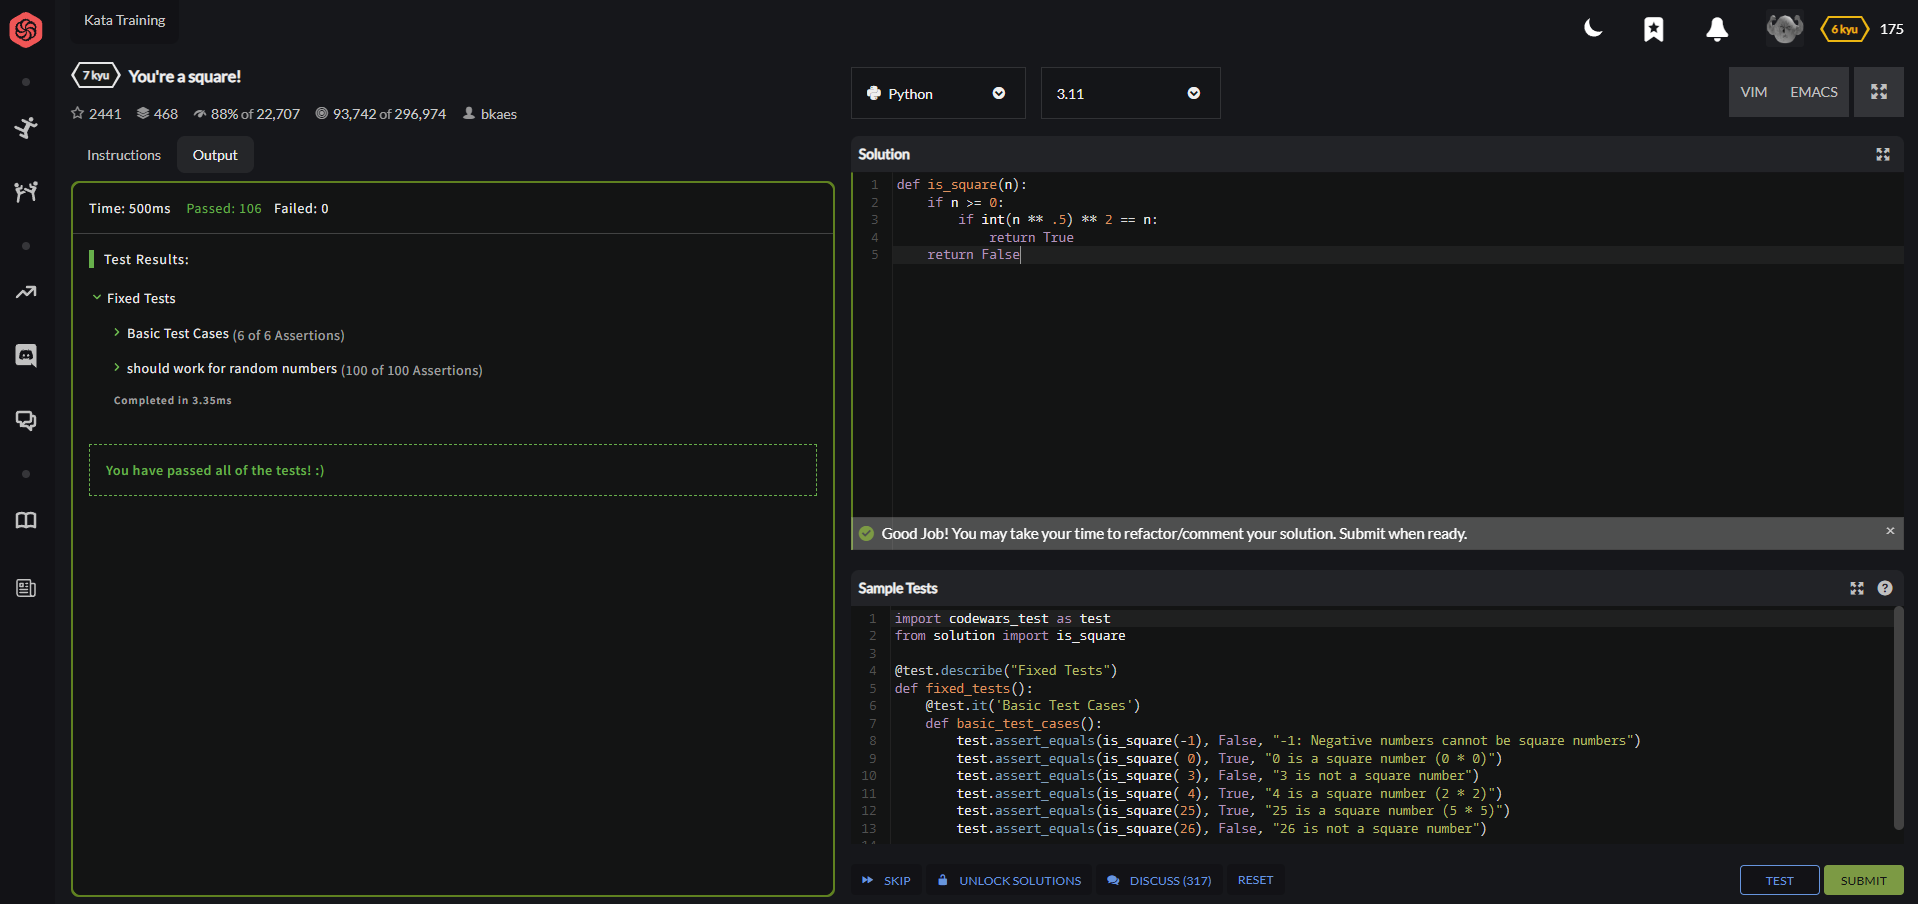 Kata Training
6 kyu 175
7 kyu You're a square!
2441 468 88% of 22,707 93,742 of 296,974 bkaes
Instructions Output
Time: 500ms Passed: 106 Failed: 0
Test Results:
Fixed Tests
Basic Test Cases (6 of 6 Assertions)
should work for random numbers (100 of 100 Assertions)
Completed in 3.35ms
You have passed all of the tests! :)
Python 3.11 VIM EMACS
Solution
1 def is_square(n):
2     if n >= 0:
3         if int(n ** .5) ** 2 == n:
4             return True
5     return False
Good Job! You may take your time to refactor/comment your solution. Submit when ready. ×
Sample Tests ?
1 import codewars_test as test
2 from solution import is_square
3
4 @test.describe("Fixed Tests")
5 def fixed_tests():
6     @test.it('Basic Test Cases')
7     def basic_test_cases():
8         test.assert_equals(is_square(-1), False, "-1: Negative numbers cannot be square numbers")
9         test.assert_equals(is_square( 0), True, "0 is a square number (0 * 0)")
10         test.assert_equals(is_square( 3), False, "3 is not a square number")
11         test.assert_equals(is_square( 4), True, "4 is a square number (2 * 2)")
12         test.assert_equals(is_square(25), True, "25 is a square number (5 * 5)")
13         test.assert_equals(is_square(26), False, "26 is not a square number")
SKIP UNLOCK SOLUTIONS DISCUSS (317) RESET TEST SUBMIT